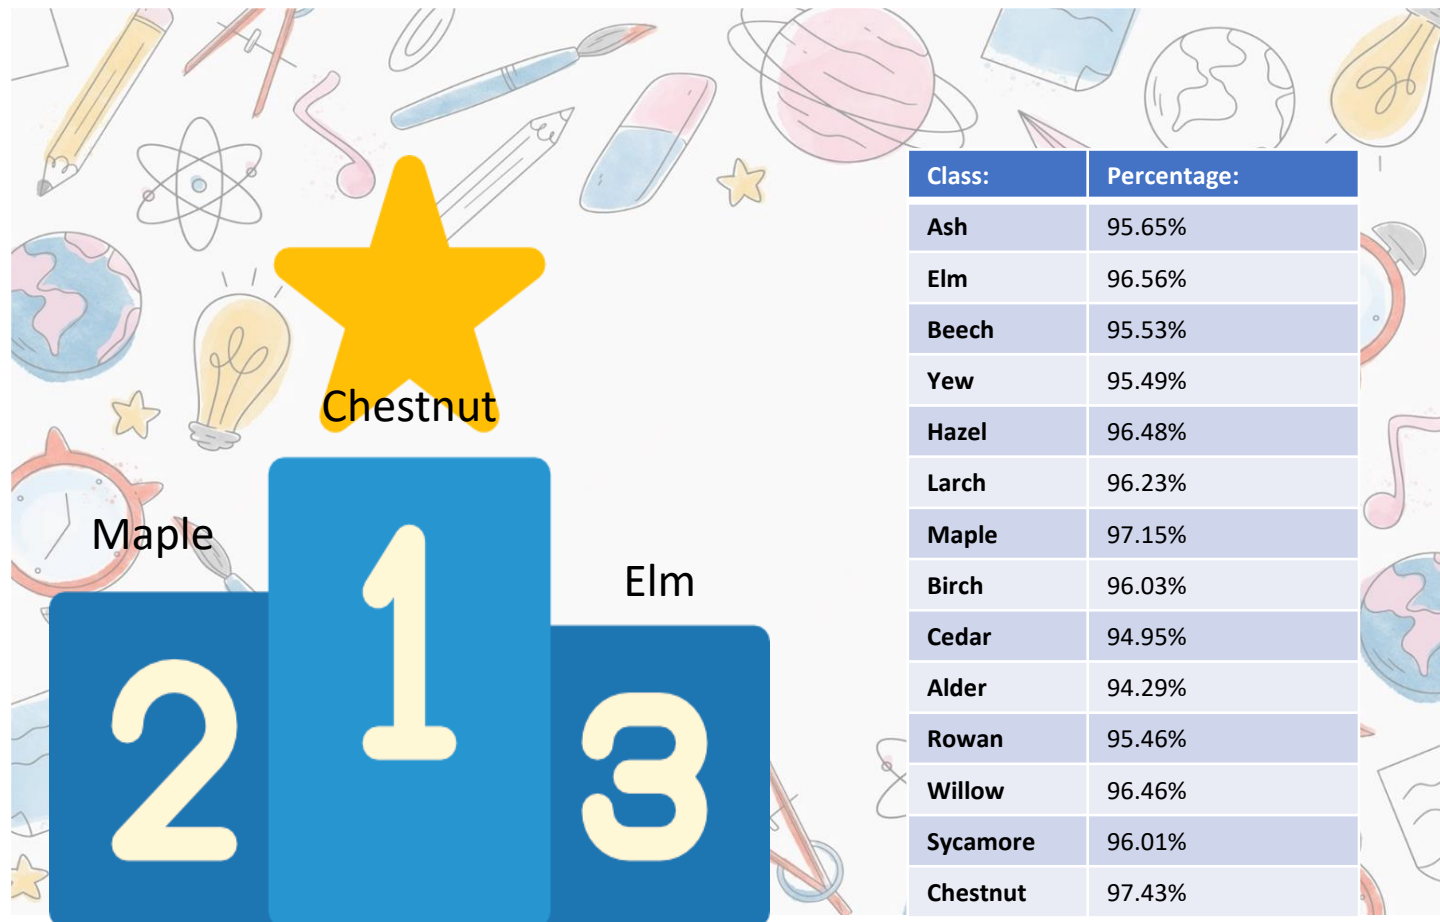 Chestnut
Maple
Elm
1
2
3
Class: Percentage:
Ash 95.65%
Elm 96.56%
Beech 95.53%
Yew 95.49%
Hazel 96.48%
Larch 96.23%
Maple 97.15%
Birch 96.03%
Cedar 94.95%
Alder 94.29%
Rowan 95.46%
Willow 96.46%
Sycamore 96.01%
Chestnut 97.43%